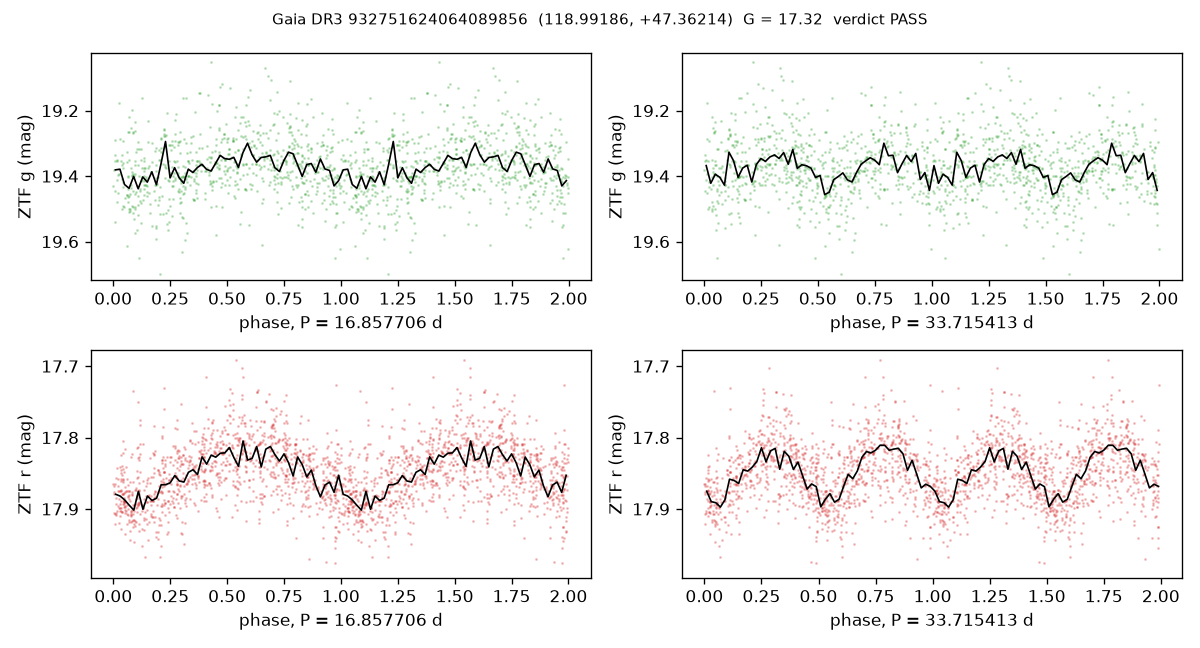 Gaia DR3 932751624064089856  (118.99186, +47.36214)  G = 17.32  verdict PASS
ZTF g (mag)
19.2
19.4
19.6
0.00 0.25 0.50 0.75 1.00 1.25 1.50 1.75 2.00
phase, P = 16.857706 d
ZTF g (mag)
19.2
19.4
19.6
0.00 0.25 0.50 0.75 1.00 1.25 1.50 1.75 2.00
phase, P = 33.715413 d
ZTF r (mag)
17.7
17.8
17.9
0.00 0.25 0.50 0.75 1.00 1.25 1.50 1.75 2.00
phase, P = 16.857706 d
ZTF r (mag)
17.7
17.8
17.9
0.00 0.25 0.50 0.75 1.00 1.25 1.50 1.75 2.00
phase, P = 33.715413 d